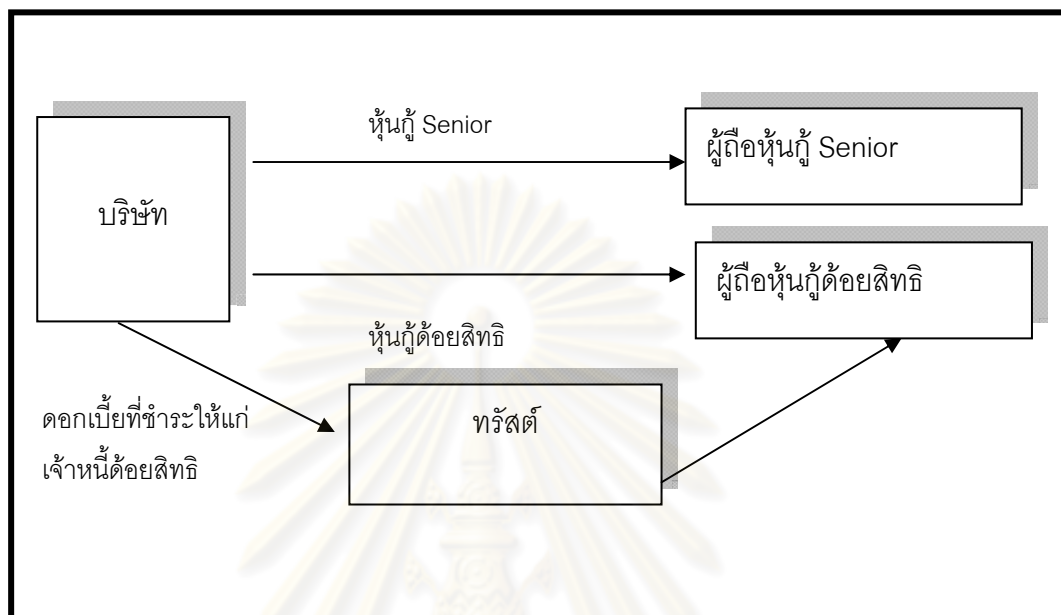 หุ้นกู้ Senior
ผู้ถือหุ้นกู้ Senior
บริษัท
ผู้ถือหุ้นกู้ด้อยสิทธิ
หุ้นกู้ด้อยสิทธิ
ดอกเบี้ยที่ชำระให้แก่
เจ้าหนี้ด้อยสิทธิ
ทรัสต์